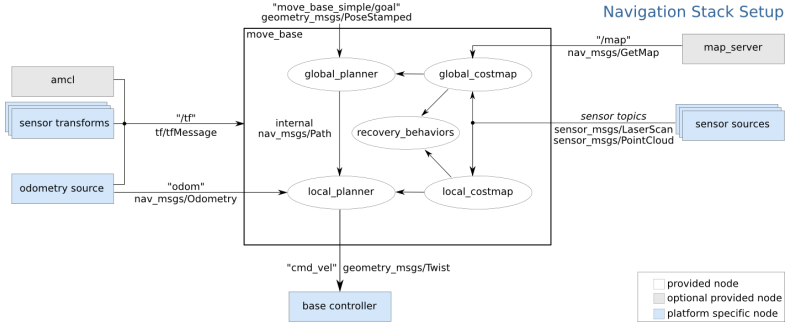 Navigation Stack Setup
"move_base_simple/goal"
geometry_msgs/PoseStamped
move_base
"/map"
nav_msgs/GetMap
map_server
global_planner
global_costmap
amcl
sensor transforms
"/tf"
tf/tfMessage
internal
nav_msgs/Path
recovery_behaviors
sensor topics
sensor_msgs/LaserScan
sensor_msgs/PointCloud
sensor sources
odometry source
"odom"
nav_msgs/Odometry
local_planner
local_costmap
"cmd_vel" geometry_msgs/Twist
base controller
provided node
optional provided node
platform specific node